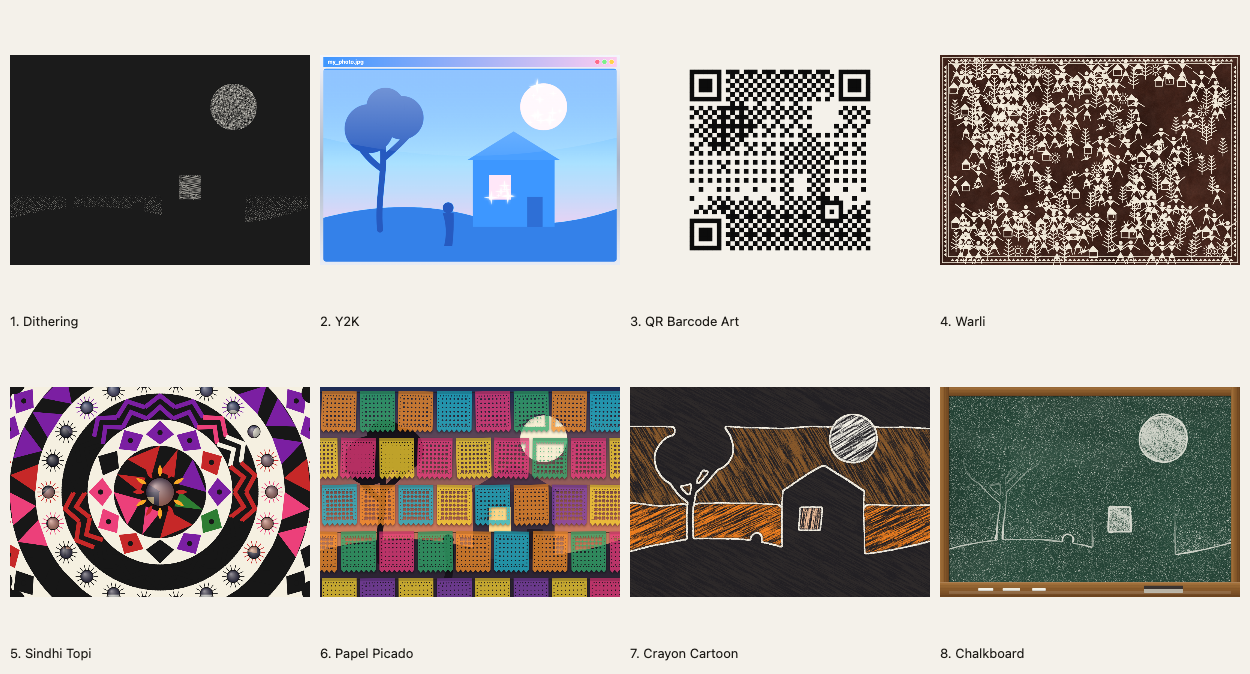 my_photo.jpg
1. Dithering
2. Y2K
3. QR Barcode Art
4. Warli
5. Sindhi Topi
6. Papel Picado
7. Crayon Cartoon
8. Chalkboard